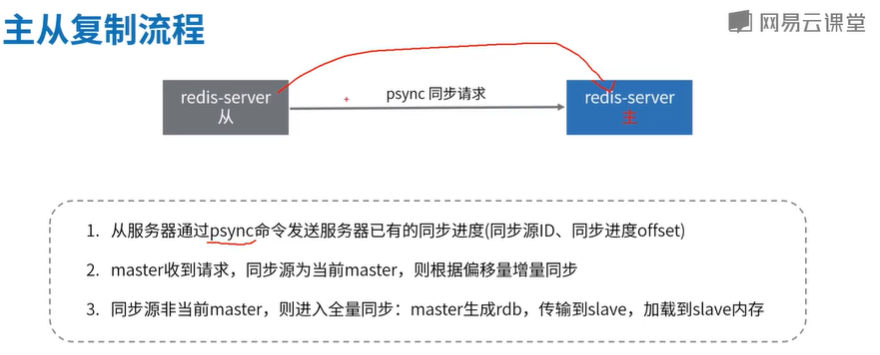 主从复制流程
网易云课堂
redis-server
从
psync 同步请求
redis-server
主
1. 从服务器通过psync命令发送服务器已有的同步进度(同步源ID、同步进度offset)
2. master收到请求，同步源为当前master，则根据偏移量增量同步
3. 同步源非当前master，则进入全量同步：master生成rdb，传输到slave，加载到slave内存